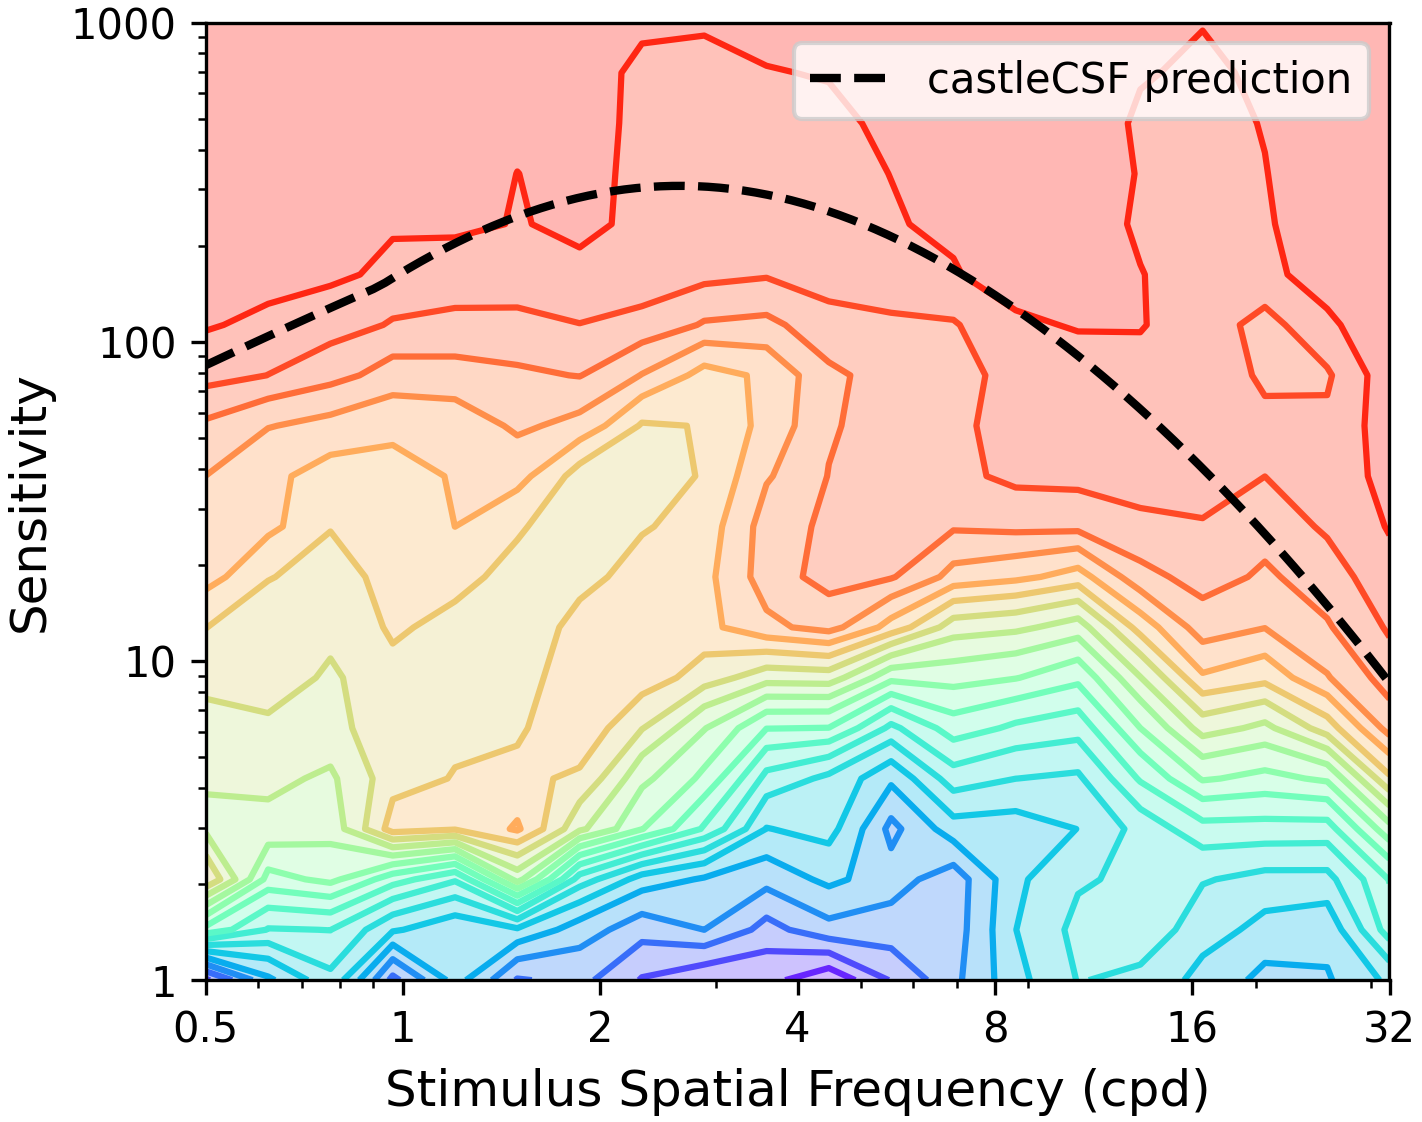 1000
castleCSF prediction
100
Sensitivity
10
1
0.5 1 2 4 8 16 32
Stimulus Spatial Frequency (cpd)